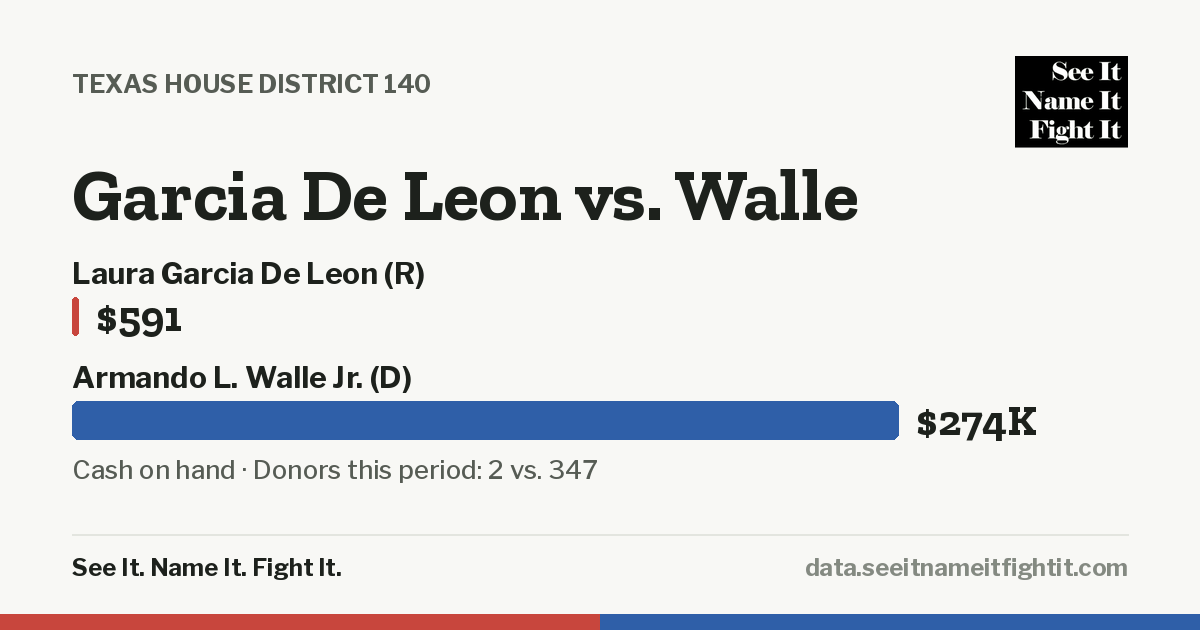 TEXAS HOUSE DISTRICT 140
See It
Name It
Fight It
Garcia De Leon vs. Walle
Laura Garcia De Leon (R)
$591
Armando L. Walle Jr. (D)
$274K
Cash on hand · Donors this period: 2 vs. 347
See It. Name It. Fight It.
data.seeitnameitfightit.com